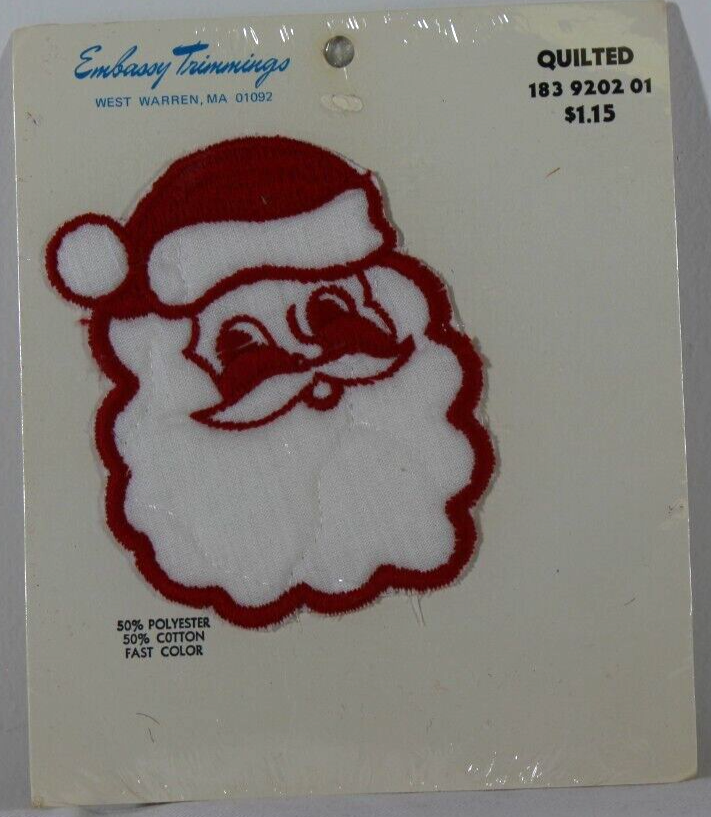 Embassy Trimmings
WEST WARREN, MA 01092
QUILTED
183 9202 01
$1.15
50% POLYESTER
50% COTTON
FAST COLOR